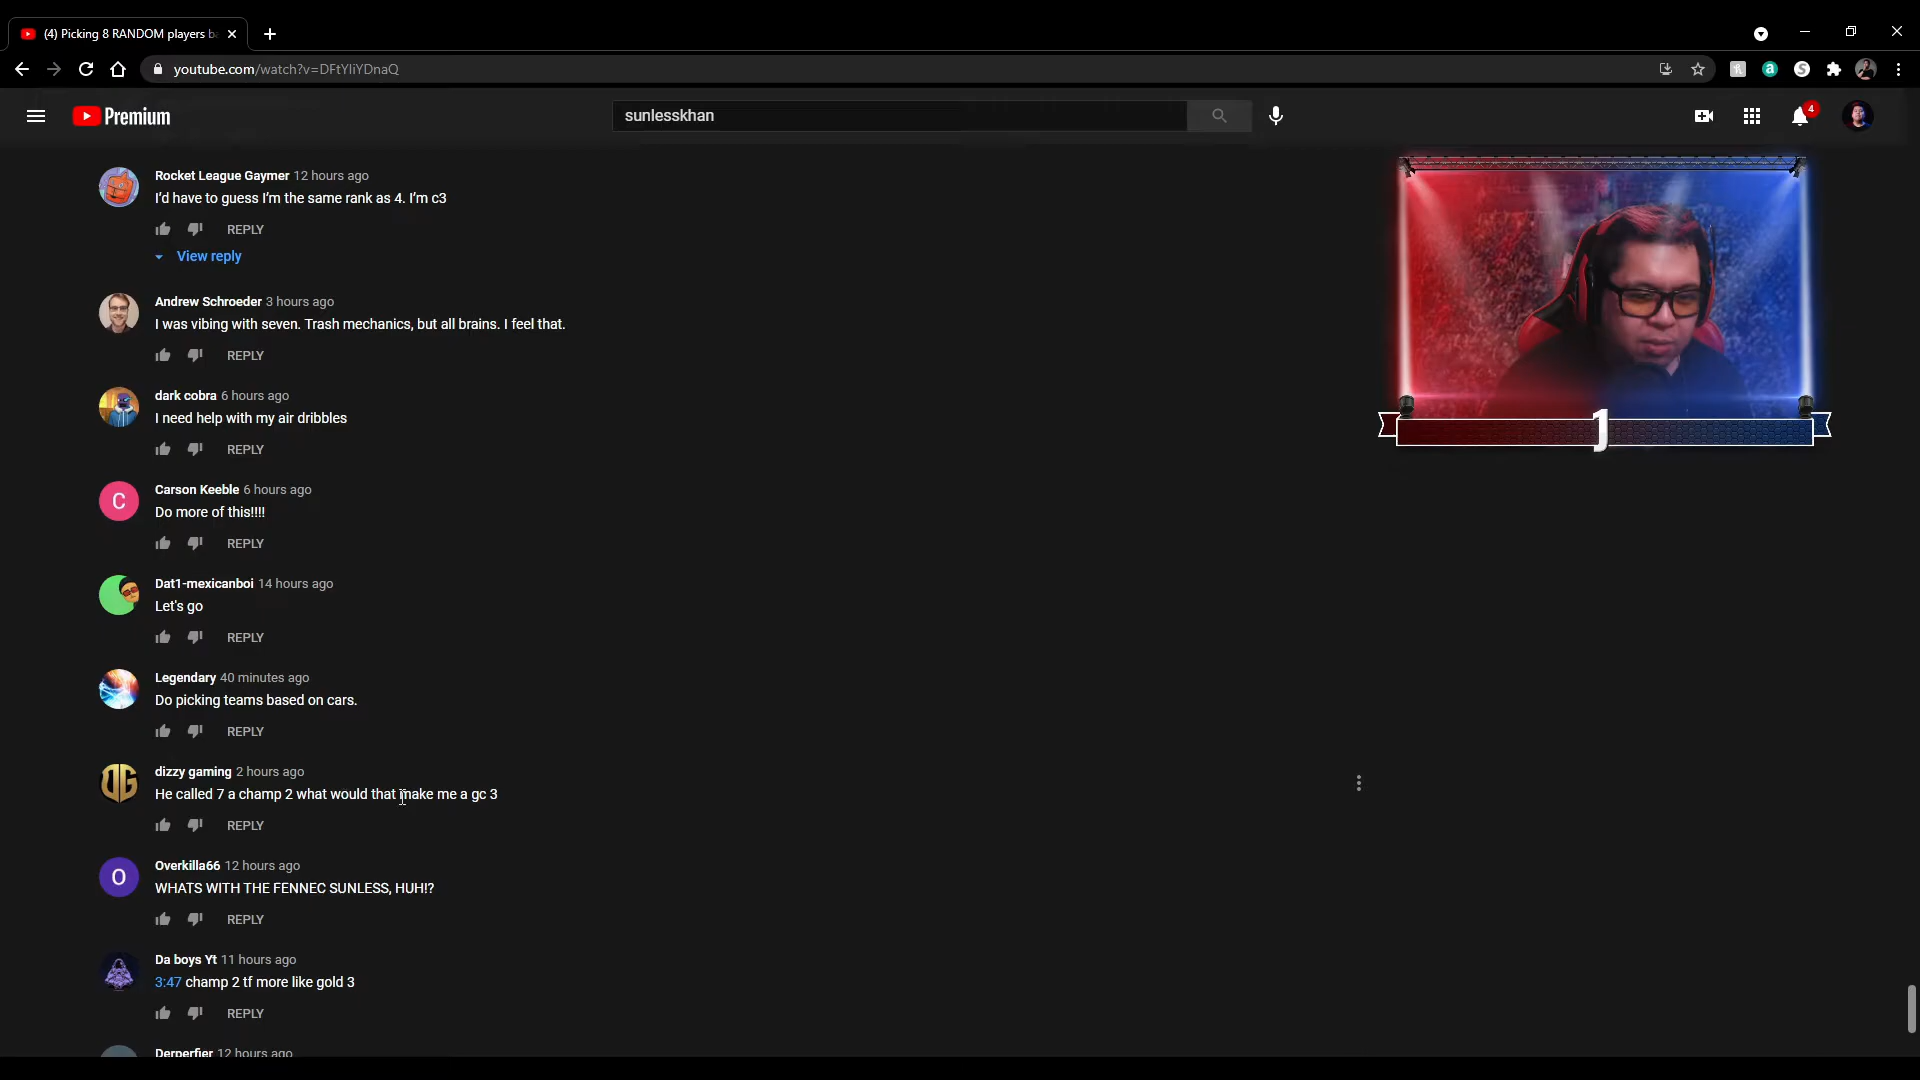 (4) Picking 8 RANDOM players ba
youtube.com/watch?v=DFtYIiYDnaQ
Premium
sunlesskhan
4
Rocket League Gaymer 12 hours ago
I'd have to guess I'm the same rank as 4. I'm c3
REPLY
View reply
Andrew Schroeder 3 hours ago
I was vibing with seven. Trash mechanics, but all brains. I feel that.
REPLY
dark cobra 6 hours ago
I need help with my air dribbles
REPLY
C
Carson Keeble 6 hours ago
Do more of this!!!!
REPLY
Dat1-mexicanboi 14 hours ago
Let's go
REPLY
Legendary 40 minutes ago
Do picking teams based on cars.
REPLY
OG
dizzy gaming 2 hours ago
He called 7 a champ 2 what would that make me a gc 3
REPLY
O
Overkilla66 12 hours ago
WHATS WITH THE FENNEC SUNLESS, HUH!?
REPLY
Da boys Yt 11 hours ago
3:47 champ 2 tf more like gold 3
REPLY
Derperfier 12 hours ago